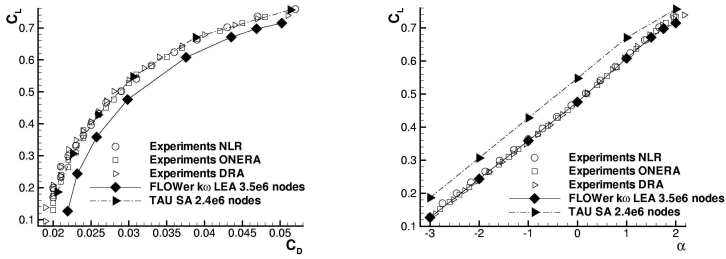 C_L
0.7
0.6
0.5
0.4
0.3
0.2
0.1
0.02 0.025 0.03 0.035 0.04 0.045 0.05
C_D
Experiments NLR
Experiments ONERA
Experiments DRA
FLOWer kω LEA 3.5e6 nodes
TAU SA 2.4e6 nodes
C_L
0.7
0.6
0.5
0.4
0.3
0.2
0.1
-3 -2 -1 0 1 2
α
Experiments NLR
Experiments ONERA
Experiments DRA
FLOWer kω LEA 3.5e6 nodes
TAU SA 2.4e6 nodes